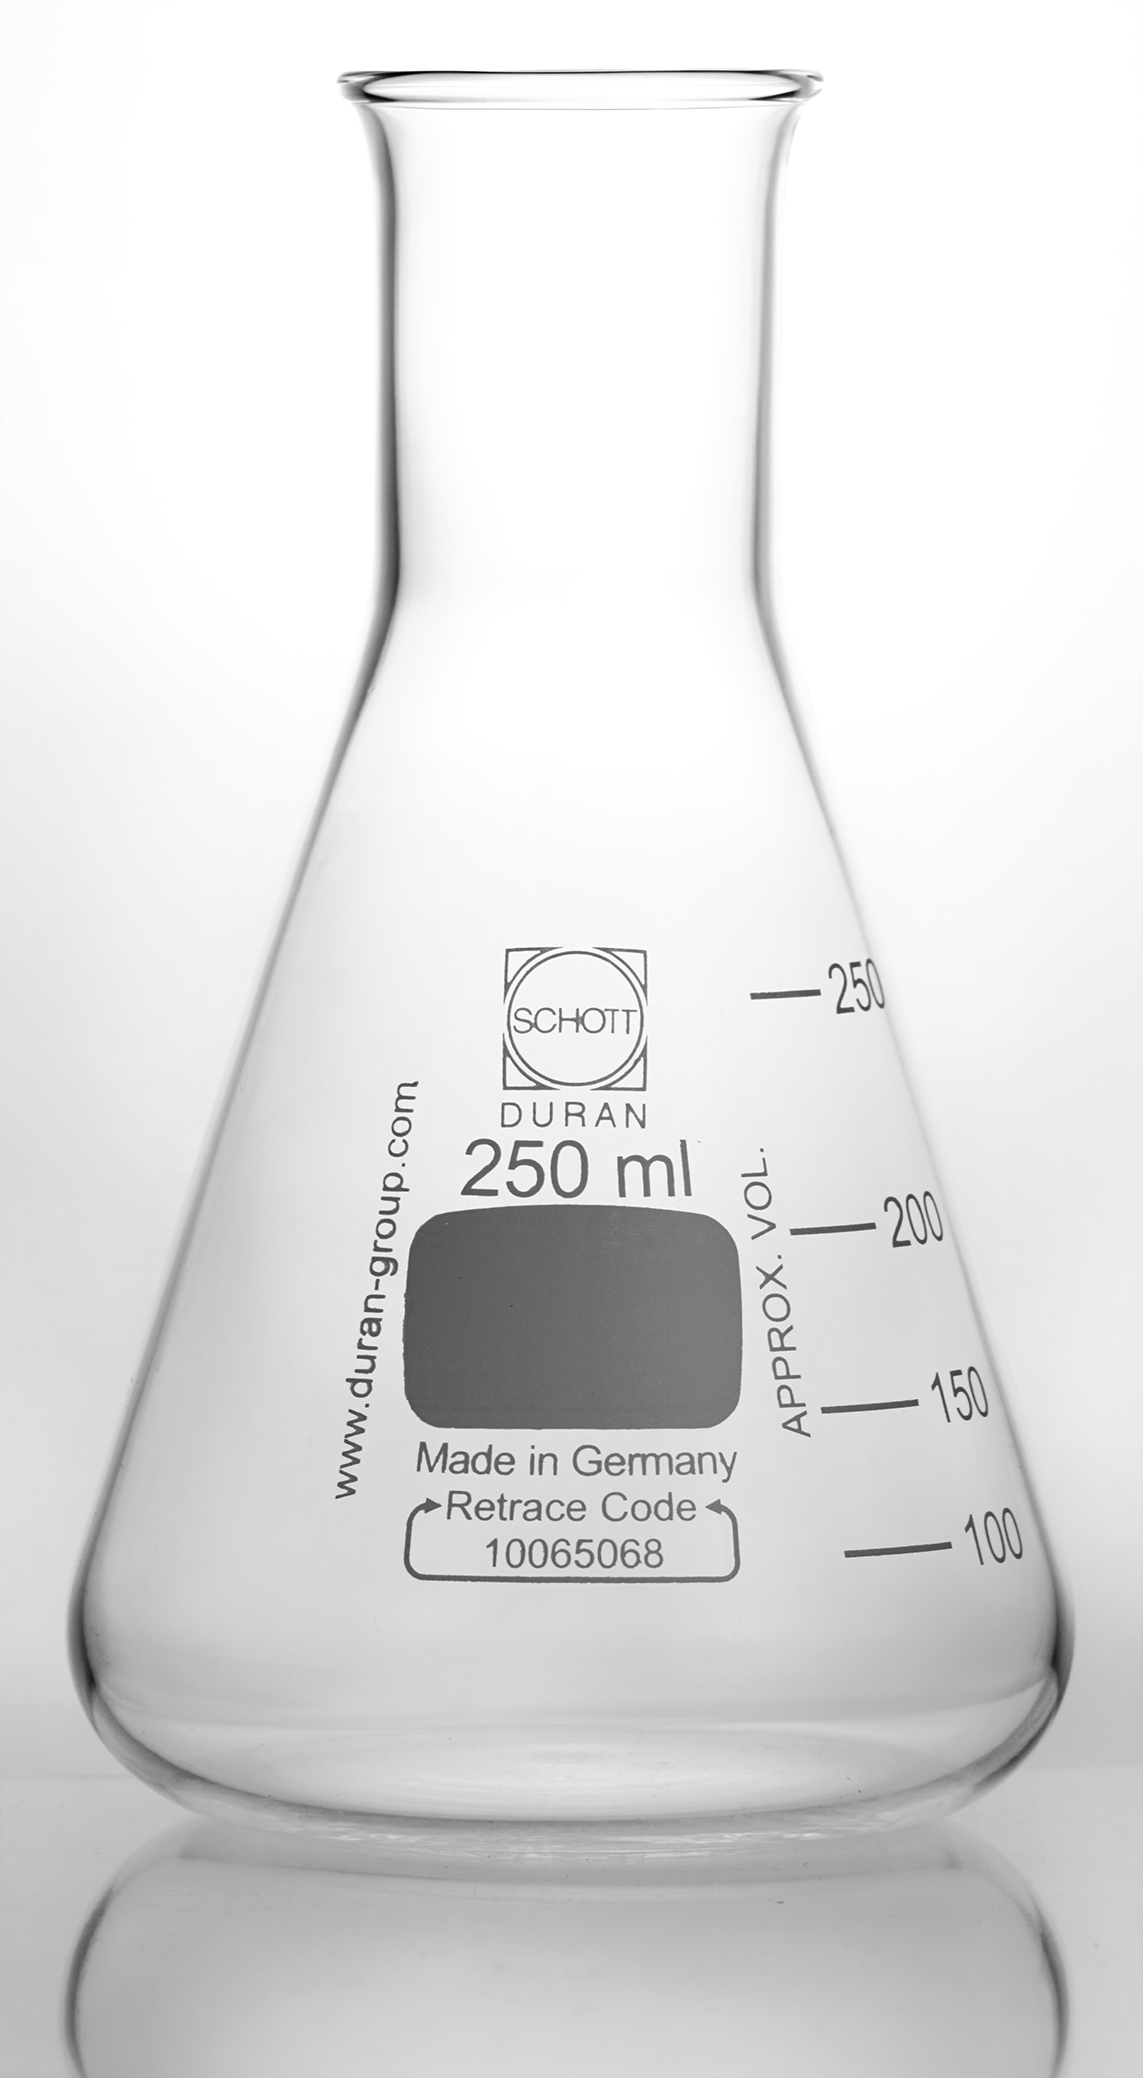 SCHOTT
DURAN
250 ml
www.duran-group.com
Made in Germany
Retrace Code
10065068
APPROX. VOL.
250
200
150
100